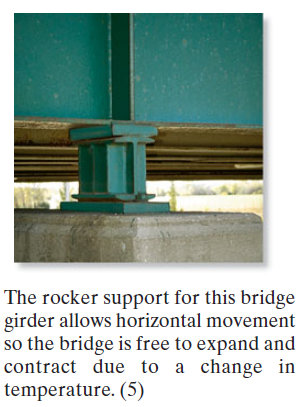 The rocker support for this bridge
girder allows horizontal movement
so the bridge is free to expand and
contract due to a change in
temperature. (5)